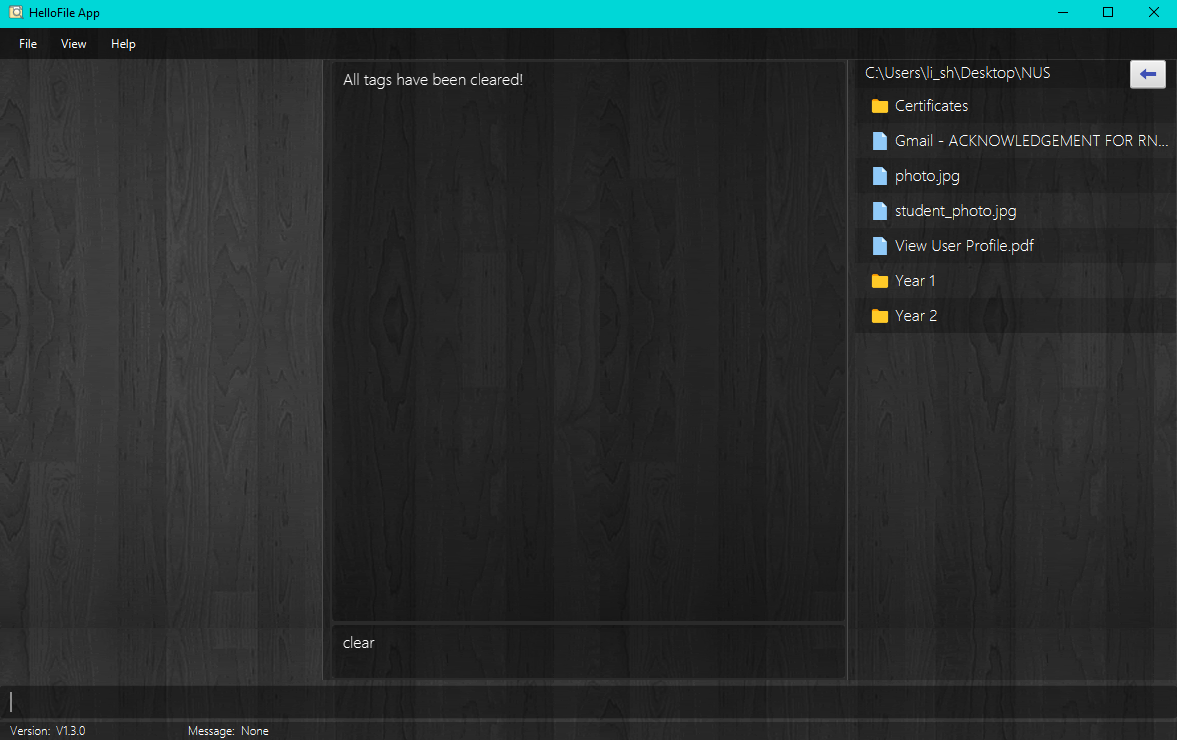 HelloFile App
File View Help
All tags have been cleared!
clear
C:\Users\li_sh\Desktop\NUS
Certificates
Gmail - ACKNOWLEDGEMENT FOR RN...
photo.jpg
student_photo.jpg
View User Profile.pdf
Year 1
Year 2
Version: V1.3.0 Message: None